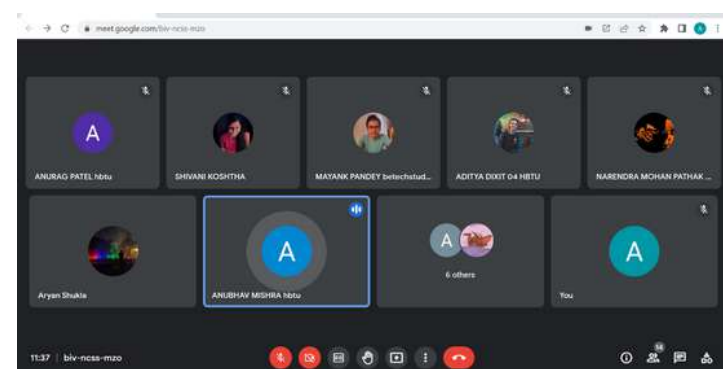 meet.google.com/biv-ncss-mzo
A
ANURAG PATEL hbtu
SHIVANI KOSHTHA
MAYANK PANDEY betechstud...
ADITYA DIXIT 04 HBTU
NARENDRA MOHAN PATHAK ...
Aryan Shukla
A
ANUBHAV MISHRA hbtu
A
6 others
A
You
11:37 | biv-ncss-mzo
14